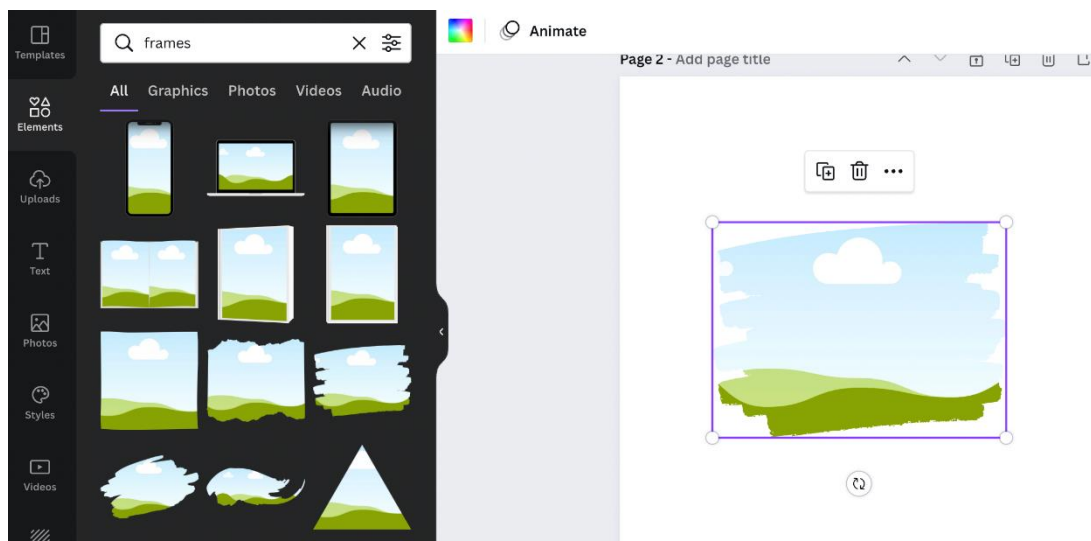 Templates
Elements
Uploads
Text
Photos
Styles
Videos
frames
All Graphics Photos Videos Audio
Animate
Page 2 - Add page title